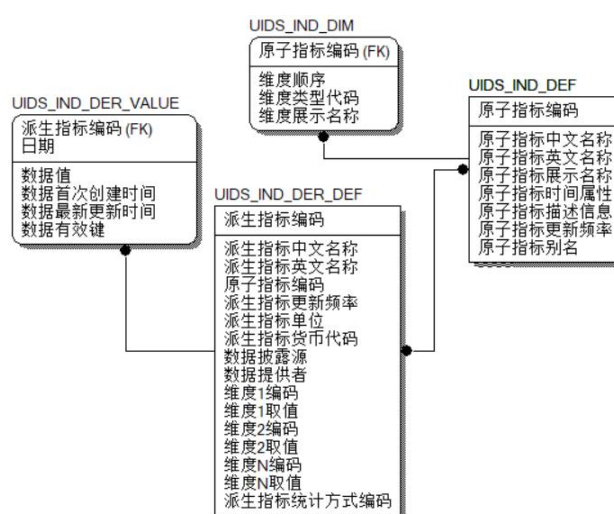 UIDS_IND_DIM
原子指标编码 (FK)
维度顺序
维度类型代码
维度展示名称
UIDS_IND_DEF
原子指标编码
原子指标中文名称
原子指标英文名称
原子指标展示名称
原子指标时间属性
原子指标描述信息
原子指标更新频率
原子指标别名
UIDS_IND_DER_VALUE
派生指标编码 (FK)
日期
数据值
数据首次创建时间
数据最新更新时间
数据有效键
UIDS_IND_DER_DEF
派生指标编码
派生指标中文名称
派生指标英文名称
原子指标编码
派生指标更新频率
派生指标单位
派生指标货币代码
数据披露源
数据提供者
维度1编码
维度1取值
维度2编码
维度2取值
维度N编码
维度N取值
派生指标统计方式编码